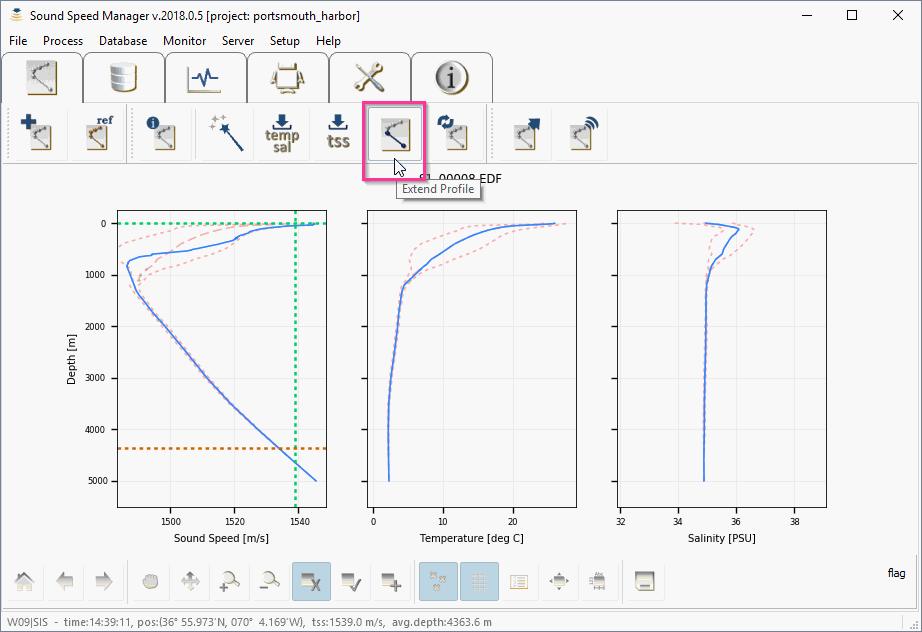 Sound Speed Manager v.2018.0.5 [project: portsmouth_harbor]
File Process Database Monitor Server Setup Help
ref
temp
sal
tss
S1_00008.EDF
Extend Profile
0
1000
2000
3000
4000
5000
Depth [m]
1500 1520 1540
Sound Speed [m/s]
0 10 20
Temperature [deg C]
32 34 36 38
Salinity [PSU]
flag
W09|SIS - time:14:39:11, pos:(36° 55.973'N, 070° 4.169'W), tss:1539.0 m/s, avg.depth:4363.6 m